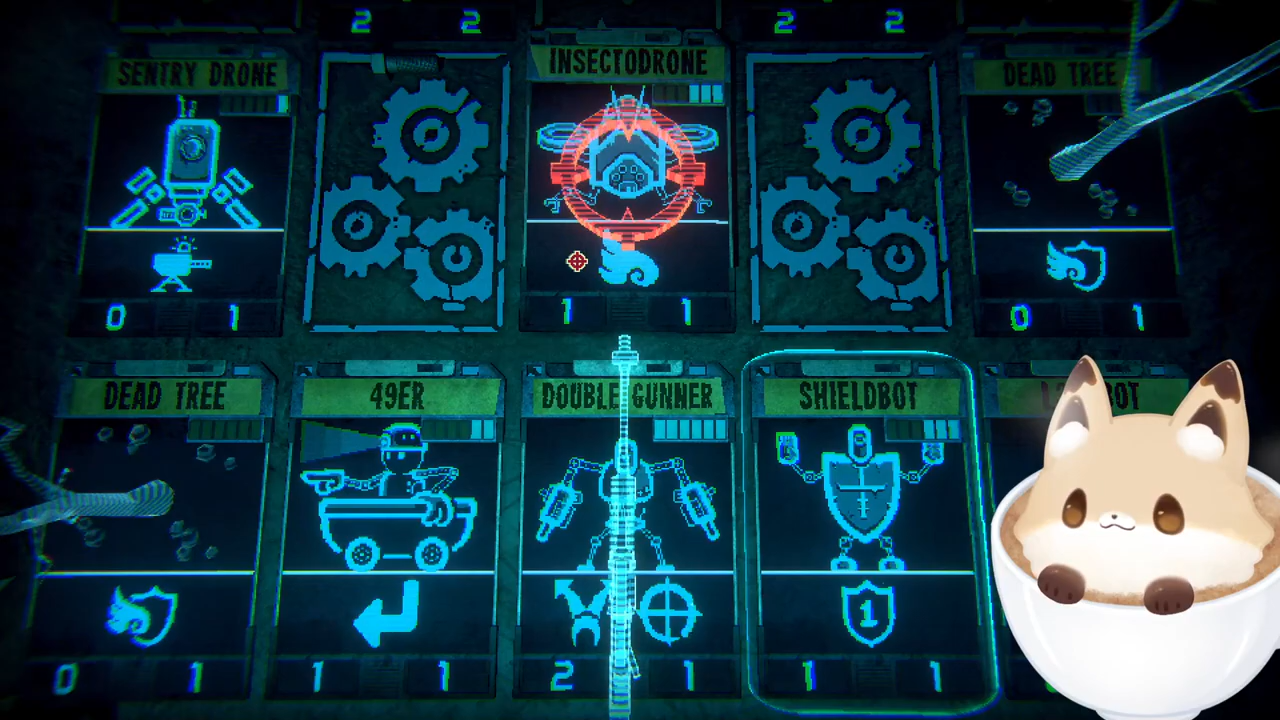 2 2 2 2
SENTRY DRONE INSECTODRONE DEAD TREE
0 1 1 1 0 1
DEAD TREE 49ER DOUBLE GUNNER SHIELDBOT
1
0 1 1 1 2 1 1 1